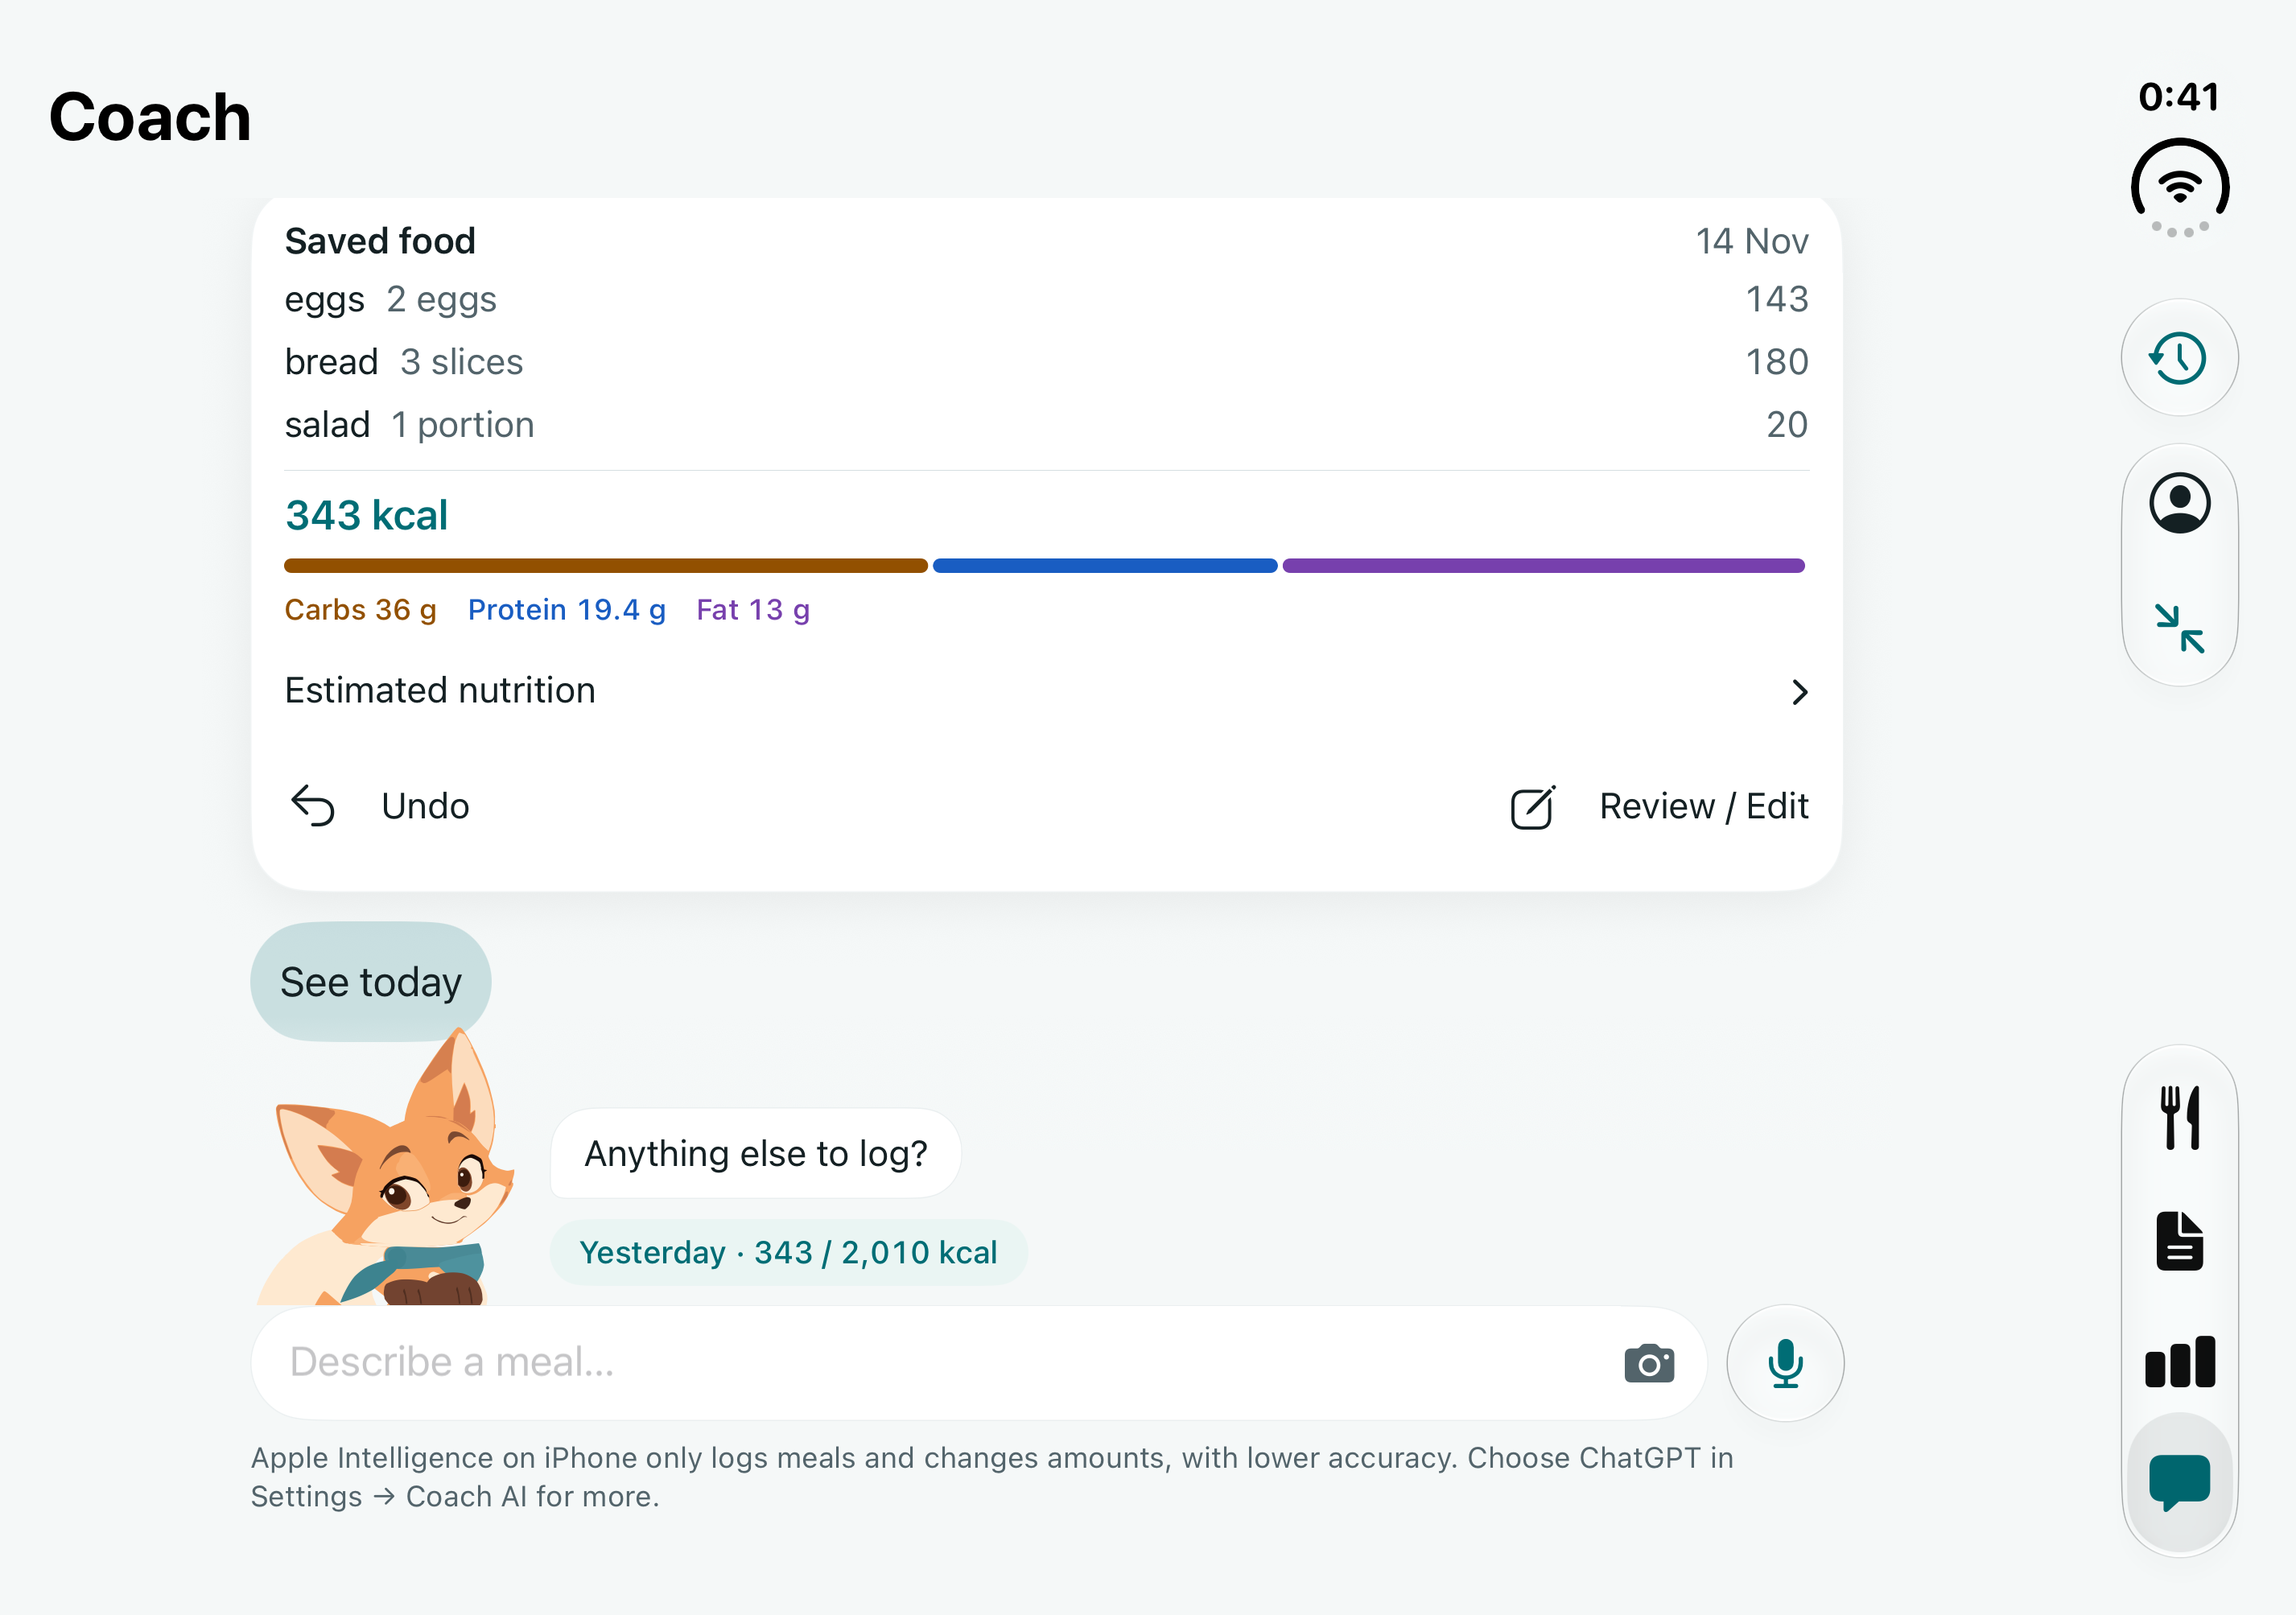 Coach
0:41
Saved food 14 Nov
eggs 2 eggs 143
bread 3 slices 180
salad 1 portion 20
343 kcal
Carbs 36 g Protein 19.4 g Fat 13 g
Estimated nutrition
Undo Review / Edit
See today
Anything else to log?
Yesterday · 343 / 2,010 kcal
Describe a meal...
Apple Intelligence on iPhone only logs meals and changes amounts, with lower accuracy. Choose ChatGPT in
Settings → Coach AI for more.